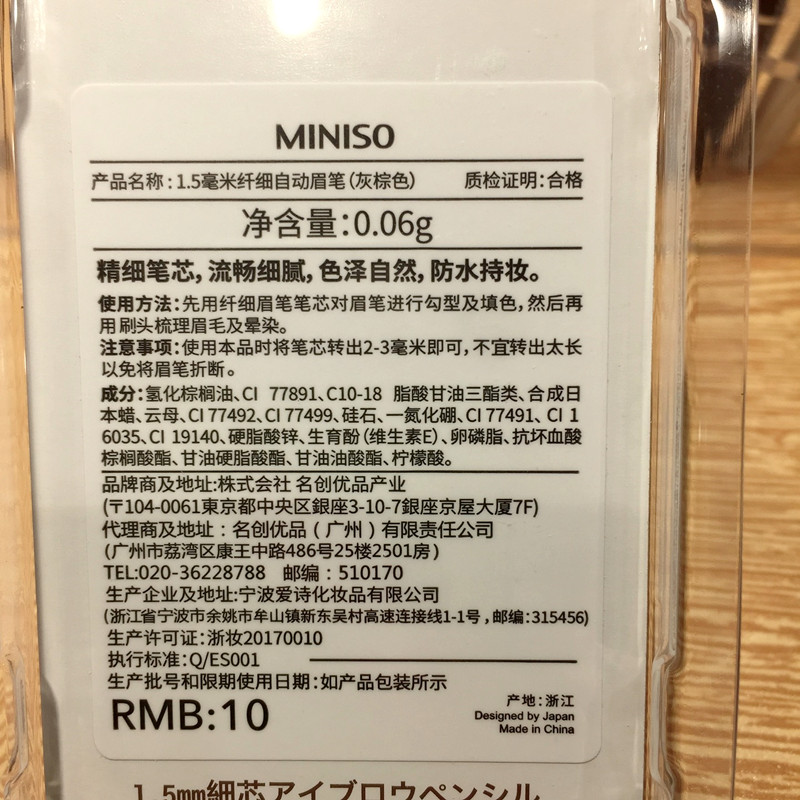 MINISO
产品名称：1.5毫米纤细自动眉笔（灰棕色） 质检证明：合格
净含量：0.06g
精细笔芯, 流畅细腻, 色泽自然, 防水持妆。
使用方法：先用纤细眉笔笔芯对眉笔进行勾型及填色, 然后再
用刷头梳理眉毛及晕染。
注意事项：使用本品时将笔芯转出2-3毫米即可, 不宜转出太长
以免将眉笔折断。
成分：氢化棕榈油、CI 77891、C10-18 脂酸甘油三酯类、合成日
本蜡、云母、CI 77492、CI 77499、硅石、一氮化硼、CI 77491、CI 1
6035、CI 19140、硬脂酸锌、生育酚（维生素E）、卵磷脂、抗坏血酸
棕榈酸酯、甘油硬脂酸酯、甘油油酸酯、柠檬酸。
品牌商及地址:株式会社 名创优品产业
(〒104-0061東京都中央区銀座3-10-7銀座京屋大厦7F)
代理商及地址：名创优品（广州）有限责任公司
(广州市荔湾区康王中路486号25楼2501房)
TEL:020-36228788 邮编：510170
生产企业及地址:宁波爱诗化妆品有限公司
(浙江省宁波市余姚市牟山镇新东吴村高速连接线1-1号 , 邮编：315456)
生产许可证：浙妆20170010
执行标准：Q/ES001
生产批号和限期使用日期：如产品包装所示
RMB:10
产地：浙江
Designed by Japan
Made in China
1.5mm細芯アイブロウペンシル